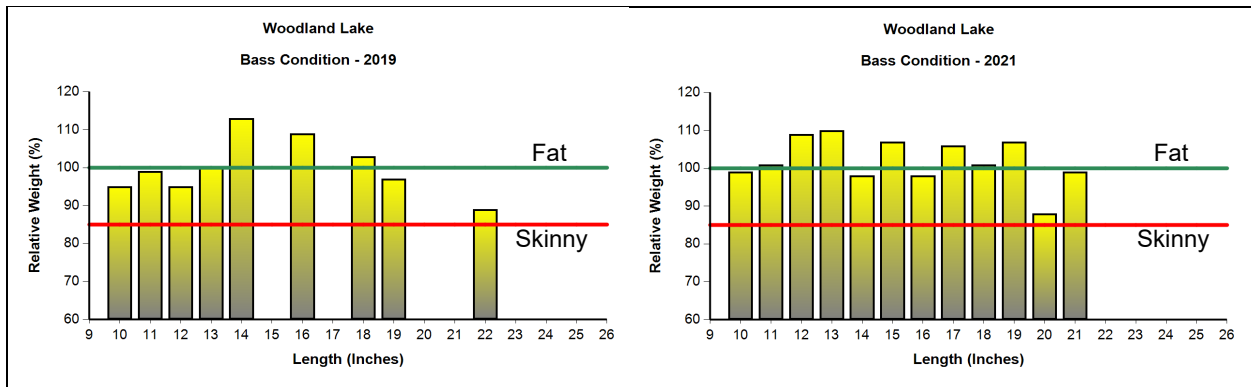 Woodland Lake
Bass Condition - 2019
120
110
100
90
80
70
60
Relative Weight (%)
Fat
Skinny
9 10 11 12 13 14 15 16 17 18 19 20 21 22 23 24 25 26
Length (Inches)
Woodland Lake
Bass Condition - 2021
120
110
100
90
80
70
60
Relative Weight (%)
Fat
Skinny
9 10 11 12 13 14 15 16 17 18 19 20 21 22 23 24 25 26
Length (Inches)